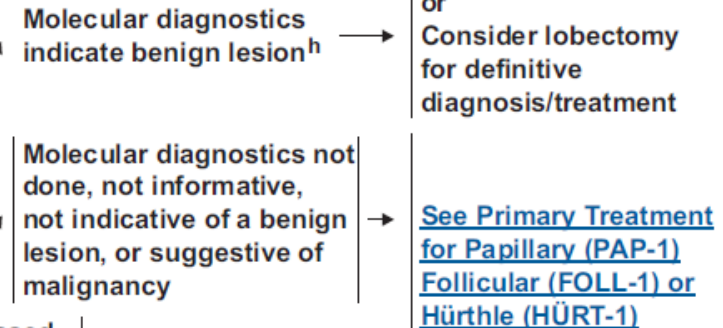 or
Molecular diagnostics
indicate benign lesionh
Consider lobectomy
for definitive
diagnosis/treatment
Molecular diagnostics not
done, not informative,
not indicative of a benign
lesion, or suggestive of
malignancy
See Primary Treatment
for Papillary (PAP-1)
Follicular (FOLL-1) or
Hürthle (HÜRT-1)